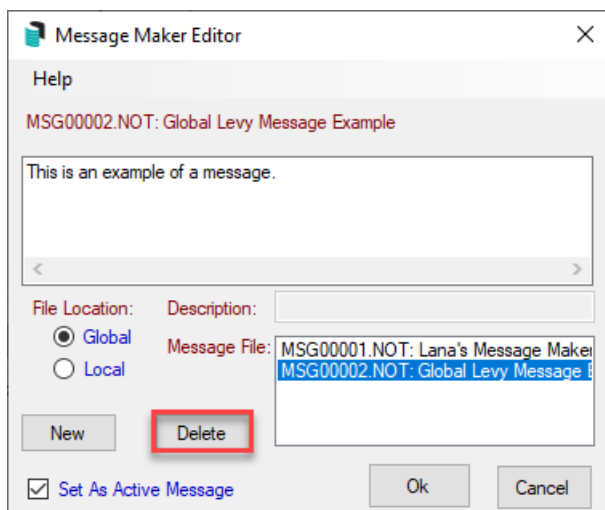 Message Maker Editor
Help
MSG00002.NOT: Global Levy Message Example
This is an example of a message.
File Location:
Description:
Global
Local
Message File:
MSG00001.NOT: Lana's Message Maker
MSG00002.NOT: Global Levy Message E
New
Delete
Set As Active Message
Ok
Cancel